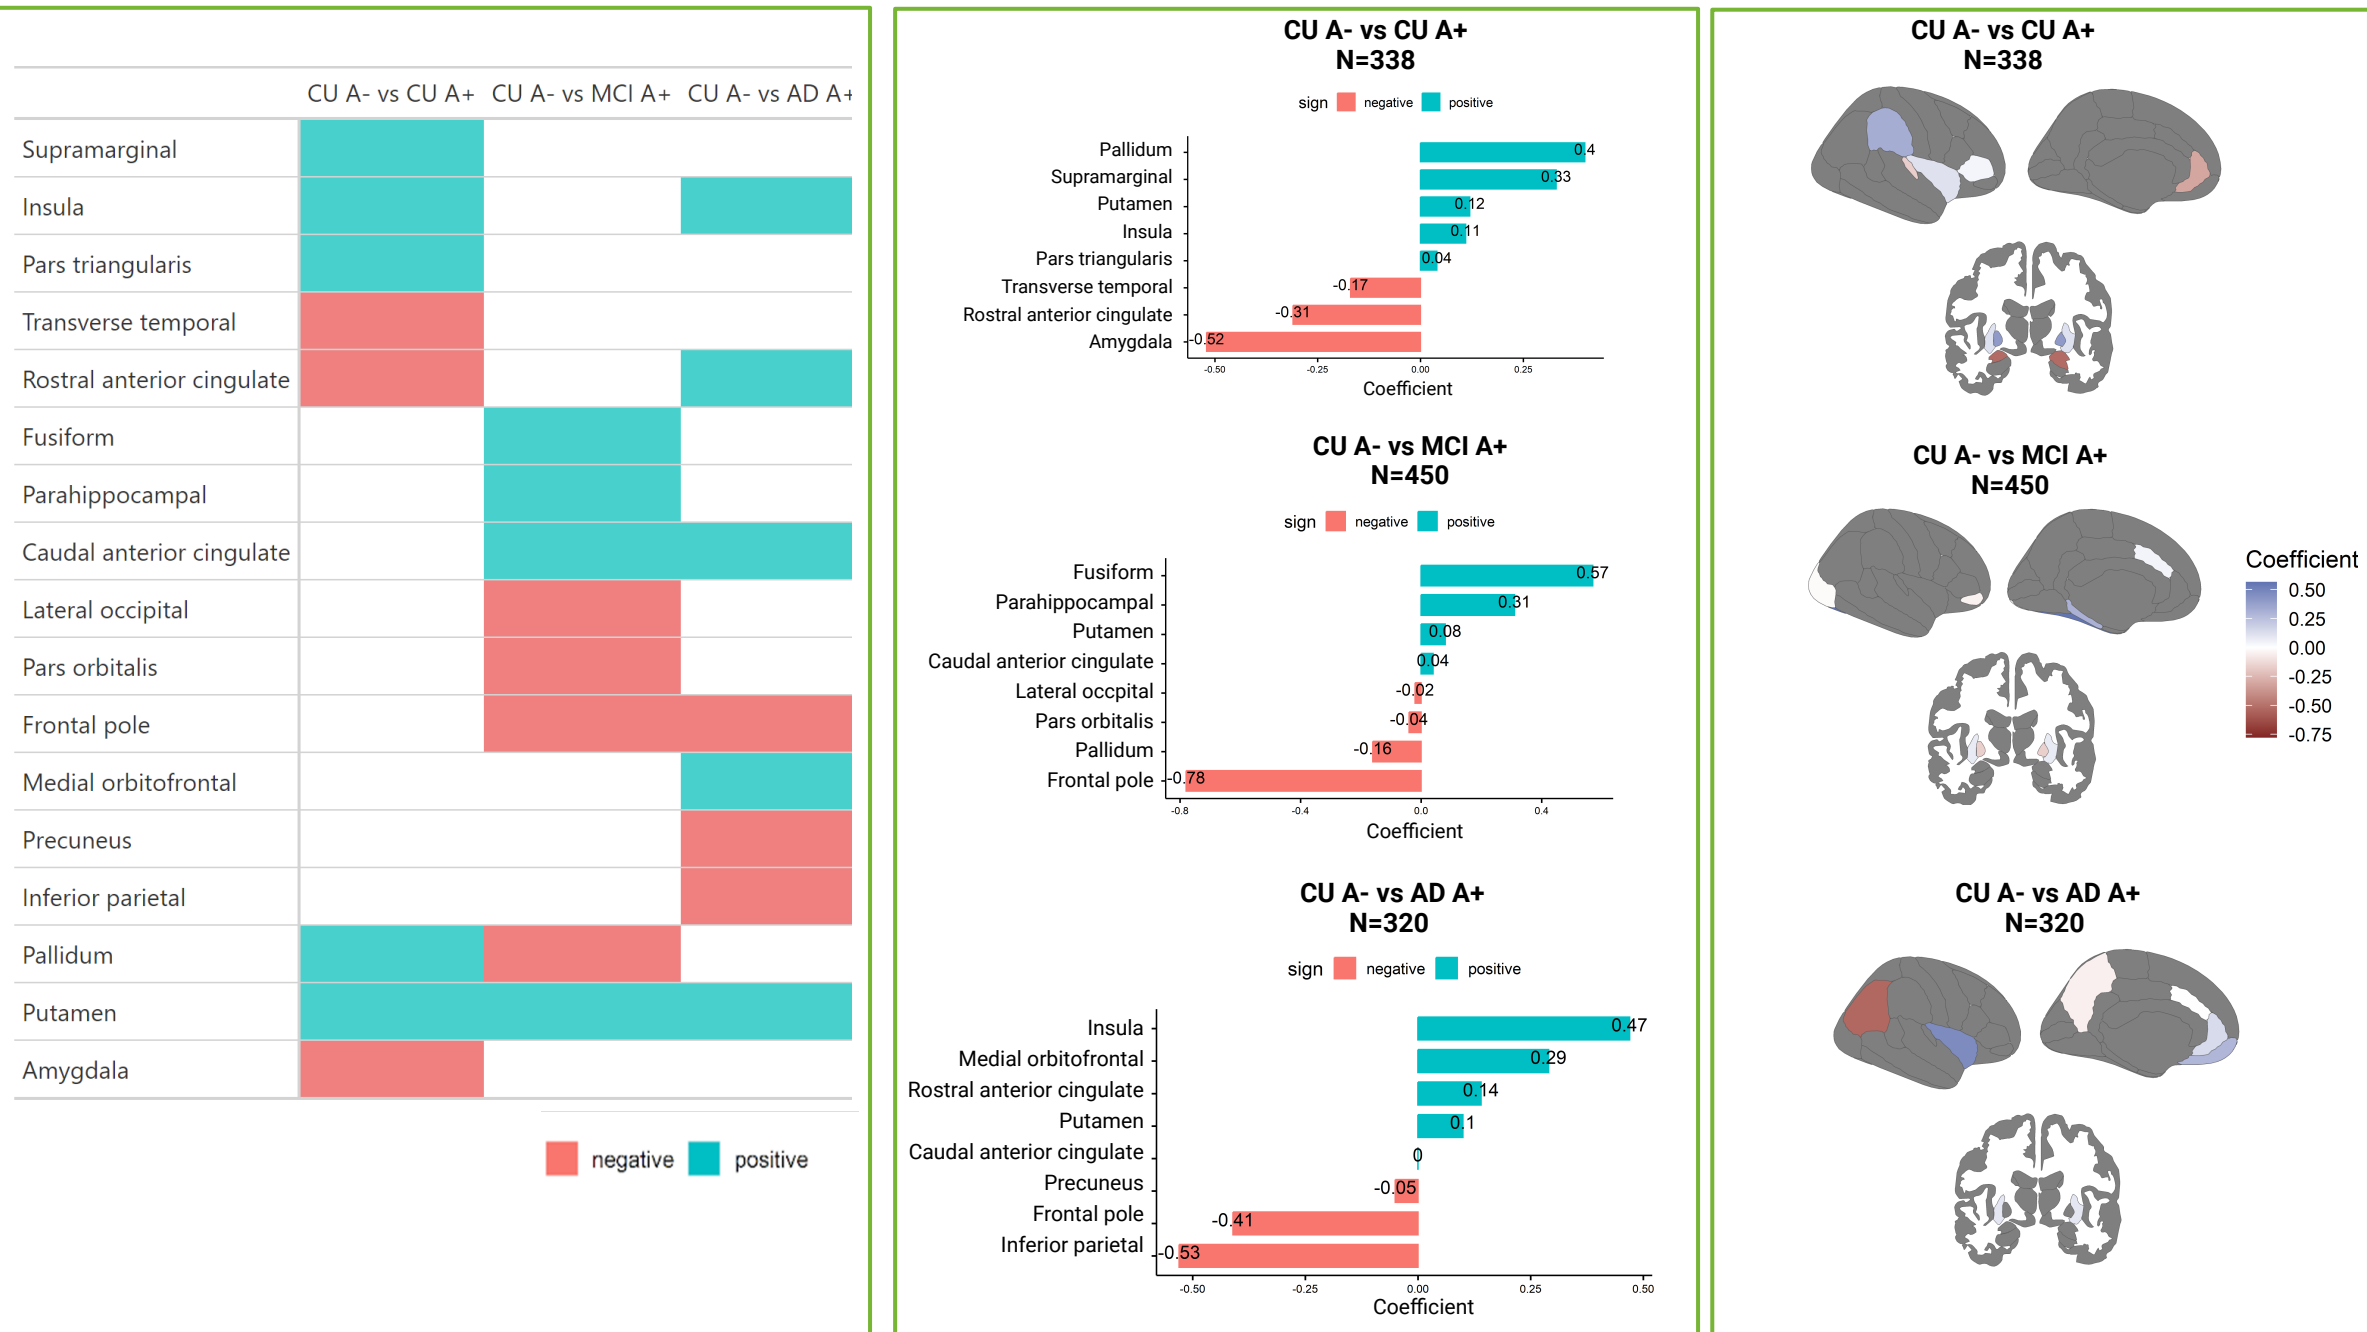 CU A- vs CU A+ CU A- vs MCI A+ CU A- vs AD A+
Supramarginal
Insula
Pars triangularis
Transverse temporal
Rostral anterior cingulate
Fusiform
Parahippocampal
Caudal anterior cingulate
Lateral occipital
Pars orbitalis
Frontal pole
Medial orbitofrontal
Precuneus
Inferior parietal
Pallidum
Putamen
Amygdala
negative positive
CU A- vs CU A+
N=338
sign negative positive
Pallidum 0.4
Supramarginal 0.33
Putamen 0.12
Insula 0.11
Pars triangularis 0.04
Transverse temporal -0.17
Rostral anterior cingulate -0.31
Amygdala -0.52
-0.50 -0.25 0.00 0.25
Coefficient
CU A- vs MCI A+
N=450
sign negative positive
Fusiform 0.57
Parahippocampal 0.31
Putamen 0.08
Caudal anterior cingulate 0.04
Lateral occpital -0.02
Pars orbitalis -0.04
Pallidum -0.16
Frontal pole -0.78
-0.8 -0.4 0.0 0.4
Coefficient
CU A- vs AD A+
N=320
sign negative positive
Insula 0.47
Medial orbitofrontal 0.29
Rostral anterior cingulate 0.14
Putamen 0.1
Caudal anterior cingulate 0
Precuneus -0.05
Frontal pole -0.41
Inferior parietal -0.53
-0.50 -0.25 0.00 0.25 0.50
Coefficient
CU A- vs CU A+
N=338
CU A- vs MCI A+
N=450
Coefficient
0.50
0.25
0.00
-0.25
-0.50
-0.75
CU A- vs AD A+
N=320